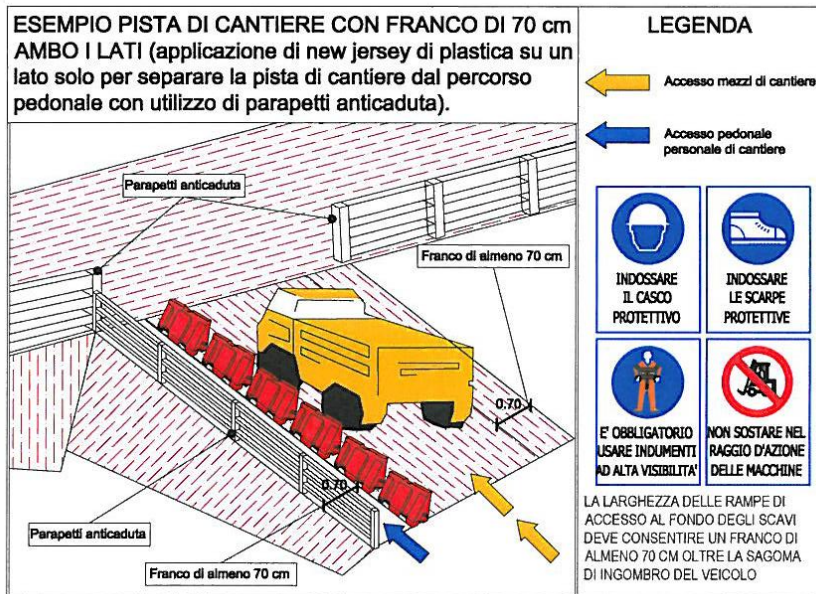 ESEMPIO PISTA DI CANTIERE CON FRANCO DI 70 cm
AMBO I LATI (applicazione di new jersey di plastica su un
lato solo per separare la pista di cantiere dal percorso
pedonale con utilizzo di parapetti anticaduta).
Parapetti anticaduta
Franco di almeno 70 cm
0.70
0.70
Parapetti anticaduta
Franco di almeno 70 cm
LEGENDA
Accesso mezzi di cantiere
Accesso pedonale
personale di cantiere
INDOSSARE
IL CASCO
PROTETTIVO
INDOSSARE
LE SCARPE
PROTETTIVE
E' OBBLIGATORIO
USARE INDUMENTI
AD ALTA VISIBILITA'
NON SOSTARE NEL
RAGGIO D'AZIONE
DELLE MACCHINE
LA LARGHEZZA DELLE RAMPE DI
ACCESSO AL FONDO DEGLI SCAVI
DEVE CONSENTIRE UN FRANCO DI
ALMENO 70 CM OLTRE LA SAGOMA
DI INGOMBRO DEL VEICOLO